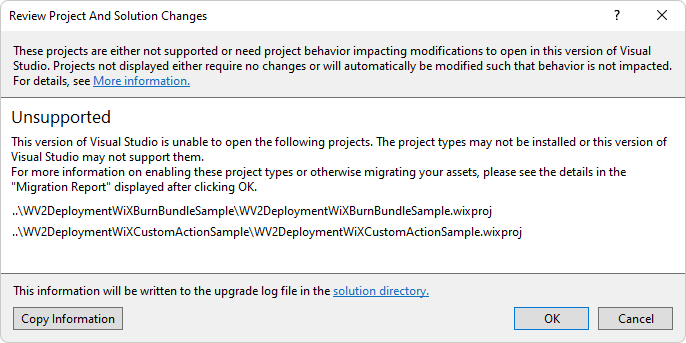 Review Project And Solution Changes
These projects are either not supported or need project behavior impacting modifications to open in this version of Visual
Studio. Projects not displayed either require no changes or will automatically be modified such that behavior is not impacted.
For details, see More information.
Unsupported
This version of Visual Studio is unable to open the following projects. The project types may not be installed or this version of
Visual Studio may not support them.
For more information on enabling these project types or otherwise migrating your assets, please see the details in the
"Migration Report" displayed after clicking OK.
..\WV2DeploymentWiXBurnBundleSample\WV2DeploymentWiXBurnBundleSample.wixproj
..\WV2DeploymentWiXCustomActionSample\WV2DeploymentWiXCustomActionSample.wixproj
This information will be written to the upgrade log file in the solution directory.
Copy Information OK Cancel